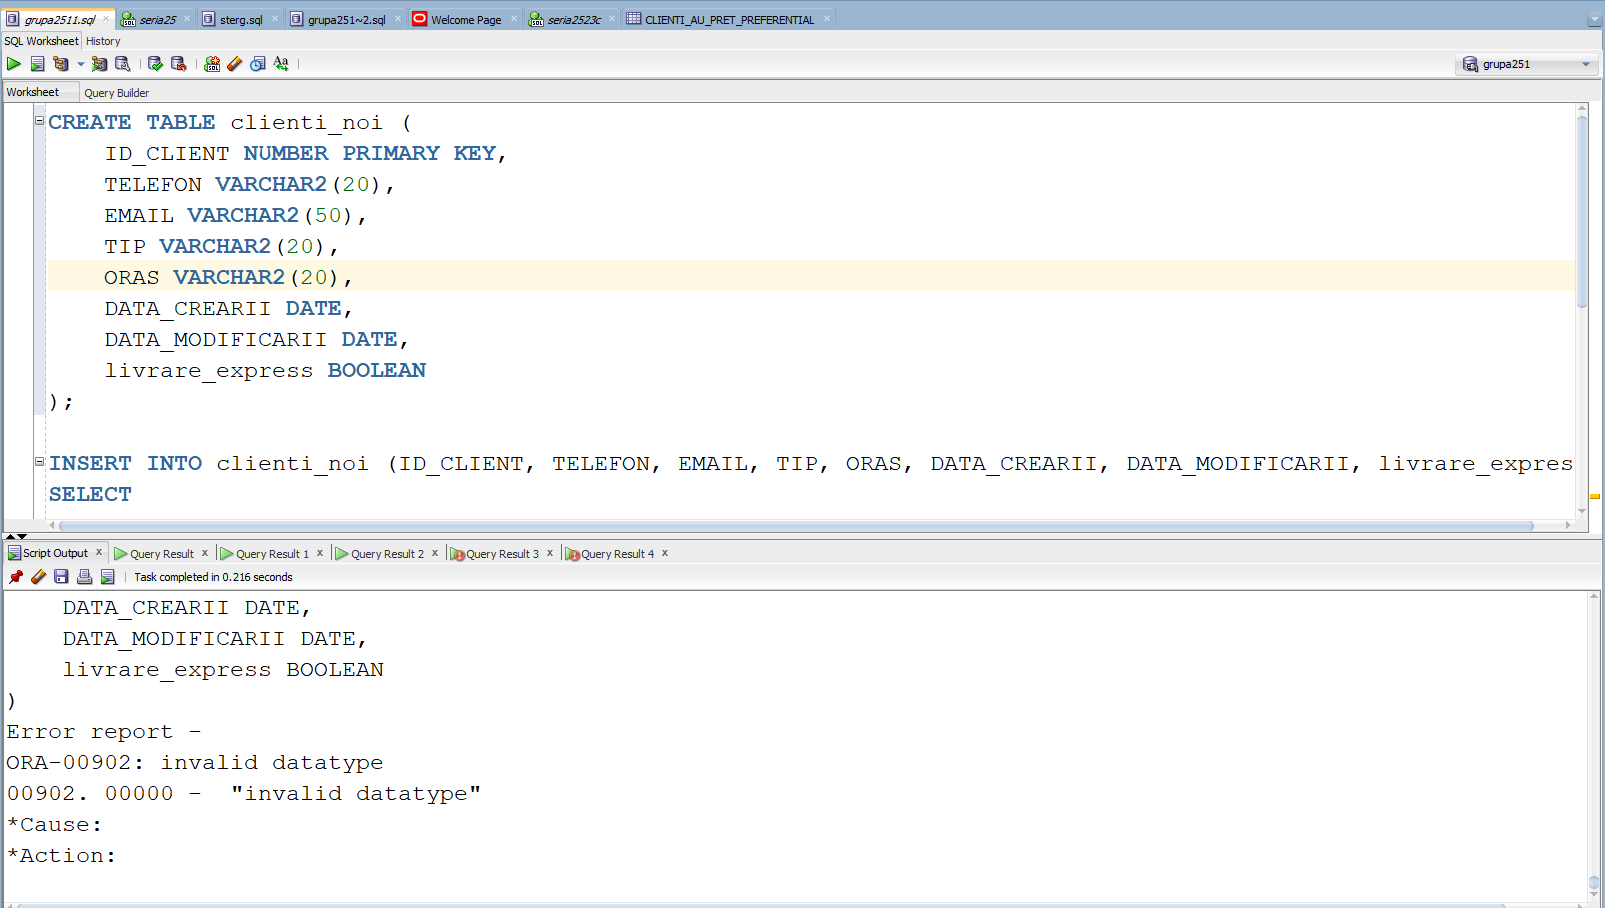 grupa2511.sql
seria25
sterg.sql
grupa251~2.sql
Welcome Page
seria2523c
CLIENTI_AU_PRET_PREFERENTIAL
SQL Worksheet History
grupa251
Worksheet Query Builder
CREATE TABLE clienti_noi (
ID_CLIENT NUMBER PRIMARY KEY,
TELEFON VARCHAR2(20),
EMAIL VARCHAR2(50),
TIP VARCHAR2(20),
ORAS VARCHAR2(20),
DATA_CREARII DATE,
DATA_MODIFICARII DATE,
livrare_express BOOLEAN
);
INSERT INTO clienti_noi (ID_CLIENT, TELEFON, EMAIL, TIP, ORAS, DATA_CREARII, DATA_MODIFICARII, livrare_expres
SELECT
Script Output x Query Result x Query Result 1 x Query Result 2 x Query Result 3 x Query Result 4 x
Task completed in 0.216 seconds
DATA_CREARII DATE,
DATA_MODIFICARII DATE,
livrare_express BOOLEAN
)
Error report -
ORA-00902: invalid datatype
00902. 00000 - "invalid datatype"
*Cause:
*Action: